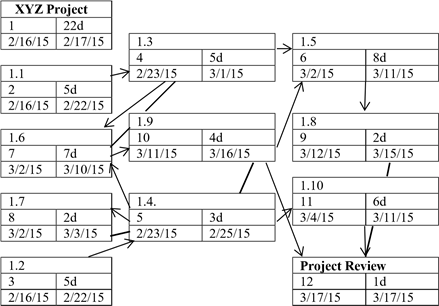 XYZ Project
1 22d
2/16/15 2/17/15
1.1
2 5d
2/16/15 2/22/15
1.6
7 7d
3/2/15 3/10/15
1.7
8 2d
3/2/15 3/3/15
1.2
3 5d
2/16/15 2/22/15
1.3
4 5d
2/23/15 3/1/15
1.9
10 4d
3/11/15 3/16/15
1.4.
5 3d
2/23/15 2/25/15
1.5
6 8d
3/2/15 3/11/15
1.8
9 2d
3/12/15 3/15/15
1.10
11 6d
3/4/15 3/11/15
Project Review
12 1d
3/17/15 3/17/15